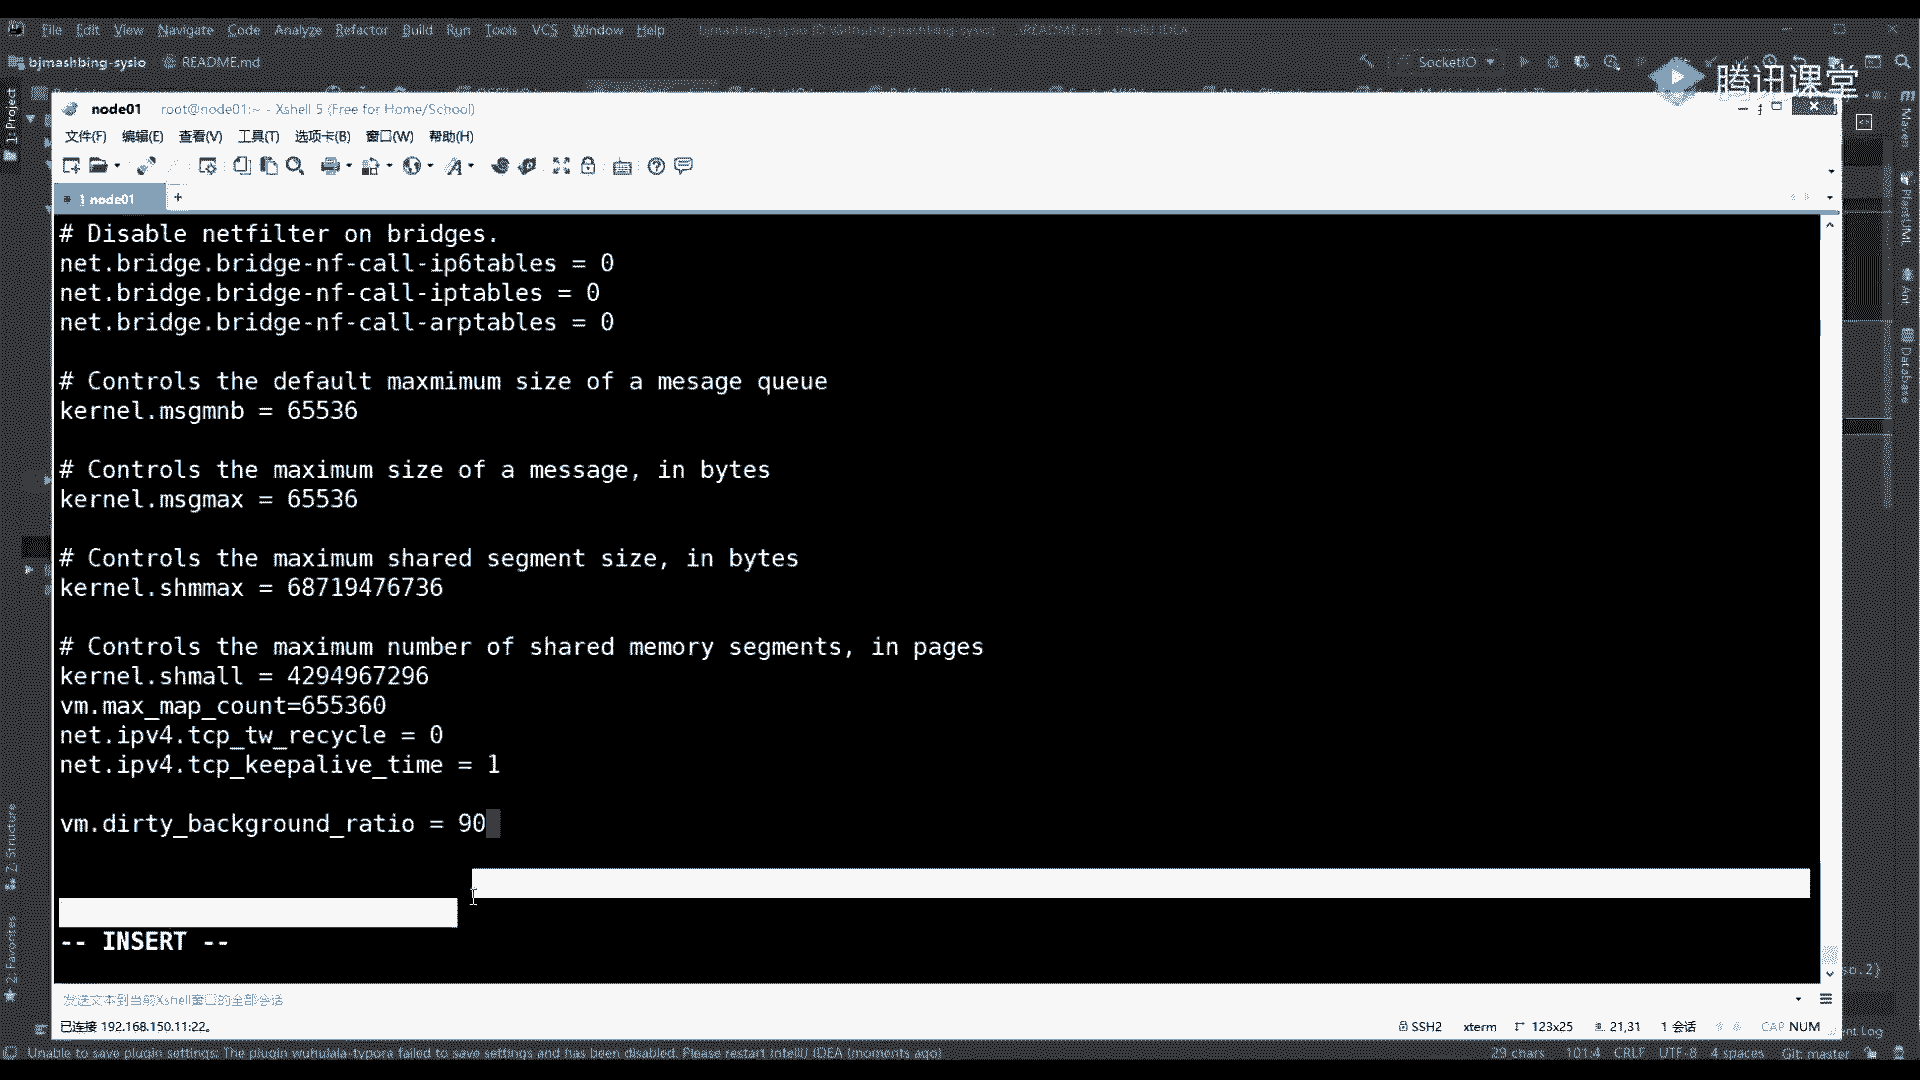 File Edit View Navigate Code Analyze Refactor Build Run Tools VCS Window Help
bjmashbing-sysio README.md SocketIO
腾讯课堂
node01 root@node01:~ - Xshell 5 (Free for Home/School)
文件(F) 编辑(E) 查看(V) 工具(T) 选项卡(B) 窗口(W) 帮助(H)
1 node01 +
# Disable netfilter on bridges.
net.bridge.bridge-nf-call-ip6tables = 0
net.bridge.bridge-nf-call-iptables = 0
net.bridge.bridge-nf-call-arptables = 0
# Controls the default maxmimum size of a mesage queue
kernel.msgmnb = 65536
# Controls the maximum size of a message, in bytes
kernel.msgmax = 65536
# Controls the maximum shared segment size, in bytes
kernel.shmmax = 68719476736
# Controls the maximum number of shared memory segments, in pages
kernel.shmall = 4294967296
vm.max_map_count=655360
net.ipv4.tcp_tw_recycle = 0
net.ipv4.tcp_keepalive_time = 1
vm.dirty_background_ratio = 90
-- INSERT --
发送文本到当前Xshell窗口的全部会话
已连接 192.168.150.11:22。 SSH2 xterm 123x25 21,31 1 会话 CAP NUM
Unable to save plugin settings: The plugin wuhulala-typora failed to save settings and has been disabled. Please restart IntelliJ IDEA (moments ago) 29 chars 101:4 CRLF UTF-8 4 spaces Git: master
1: Project
Z: Structure
2: Favorites
Maven
PlantUML
Ant
Database